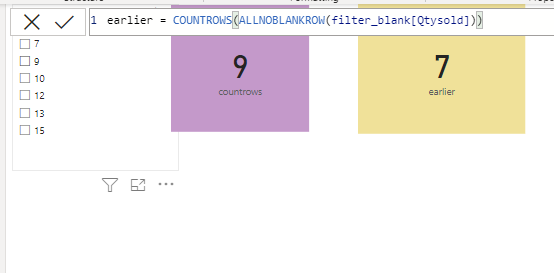 1 earlier = COUNTROWS(ALLNOBLANKROW(filter_blank[Qtysold]))
7
9
10
12
13
15
9
countrows
7
earlier